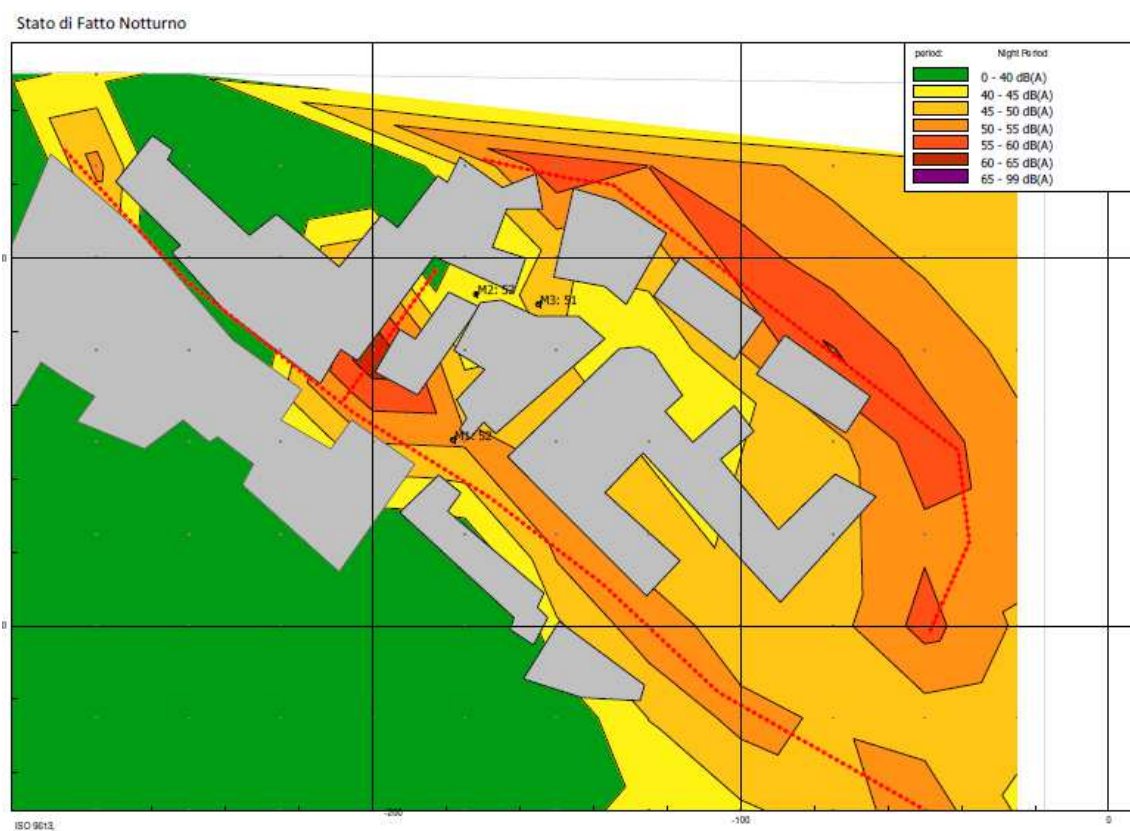 Stato di Fatto Notturno
period: Night Period
0 - 40 dB(A)
40 - 45 dB(A)
45 - 50 dB(A)
50 - 55 dB(A)
55 - 60 dB(A)
60 - 65 dB(A)
65 - 99 dB(A)
0
M2: 52
M3: 51
M1: 52
0
-200
-100
0
ISO 9613,